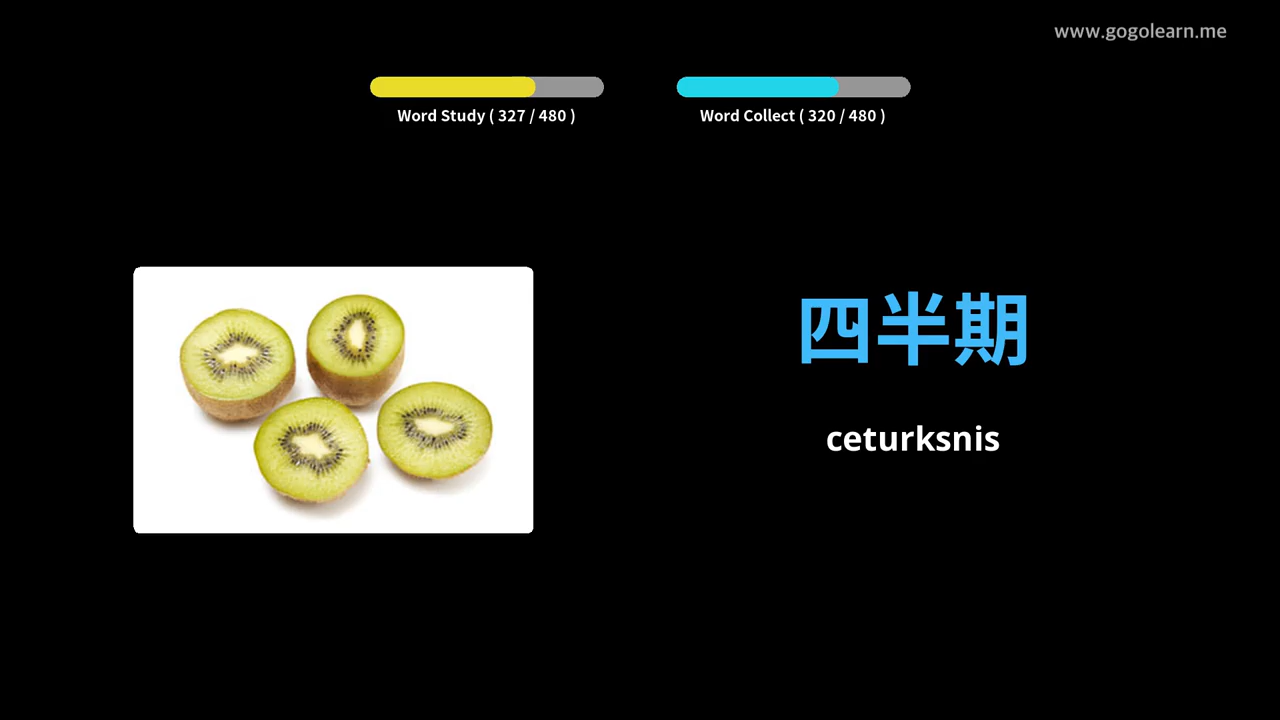 www.gogolearn.me
Word Study ( 327 / 480 )
Word Collect ( 320 / 480 )
四半期
ceturksnis